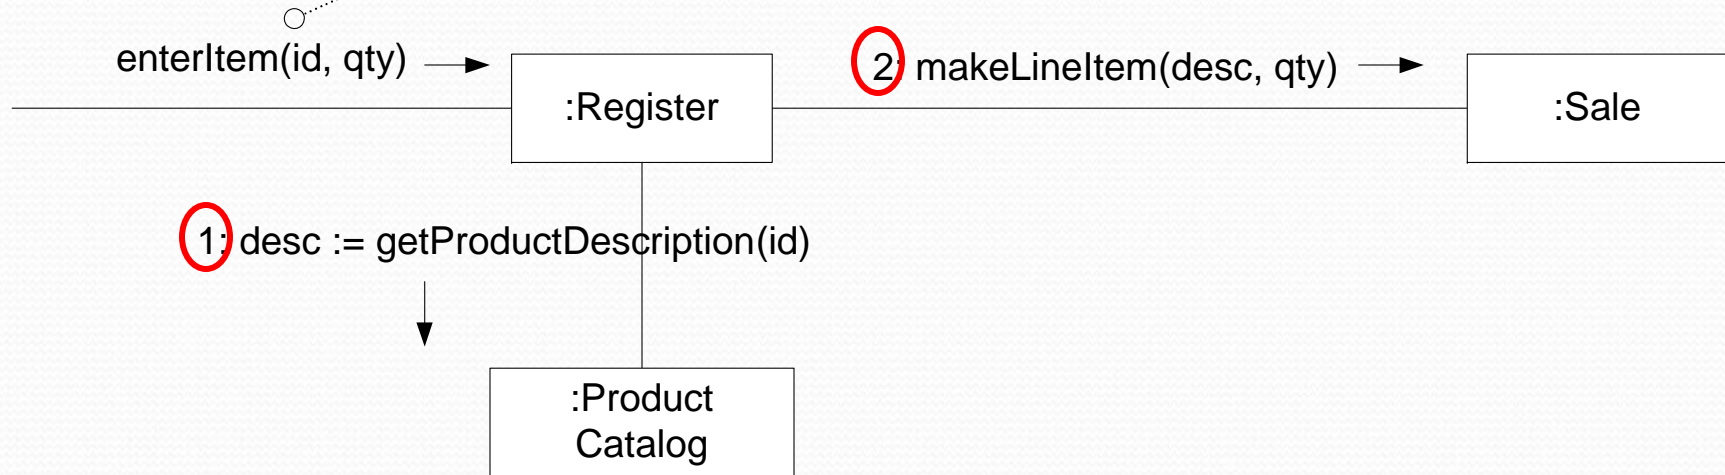 enterItem(id, qty)
2: makeLineItem(desc, qty)
:Register
:Sale
1: desc := getProductDescription(id)
:Product
Catalog